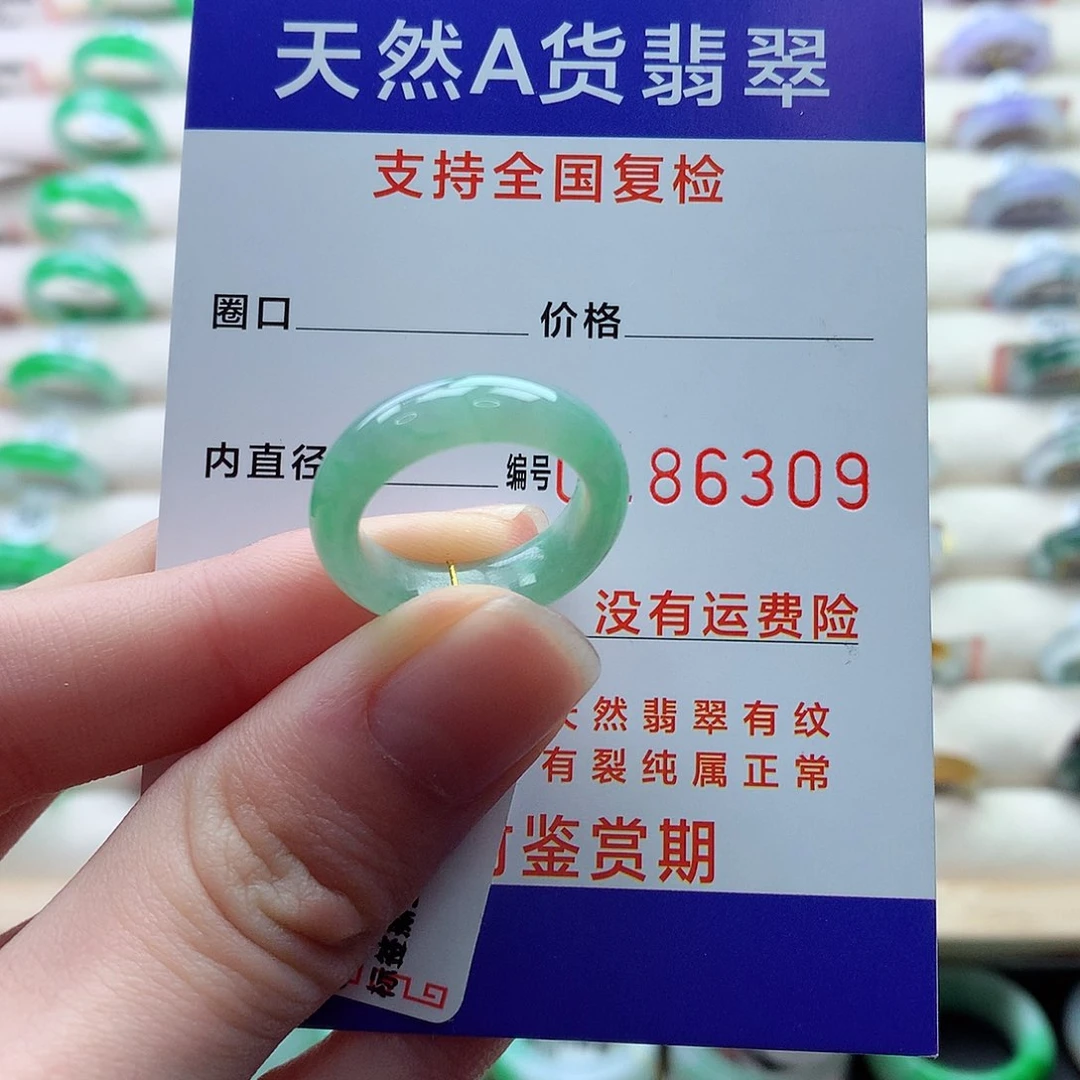 天然A货翡翠
支持全国复检
圈口 价格
内直径 编号 86309
没有运费险
然翡翠有纹
有裂纯属正常
鉴赏期